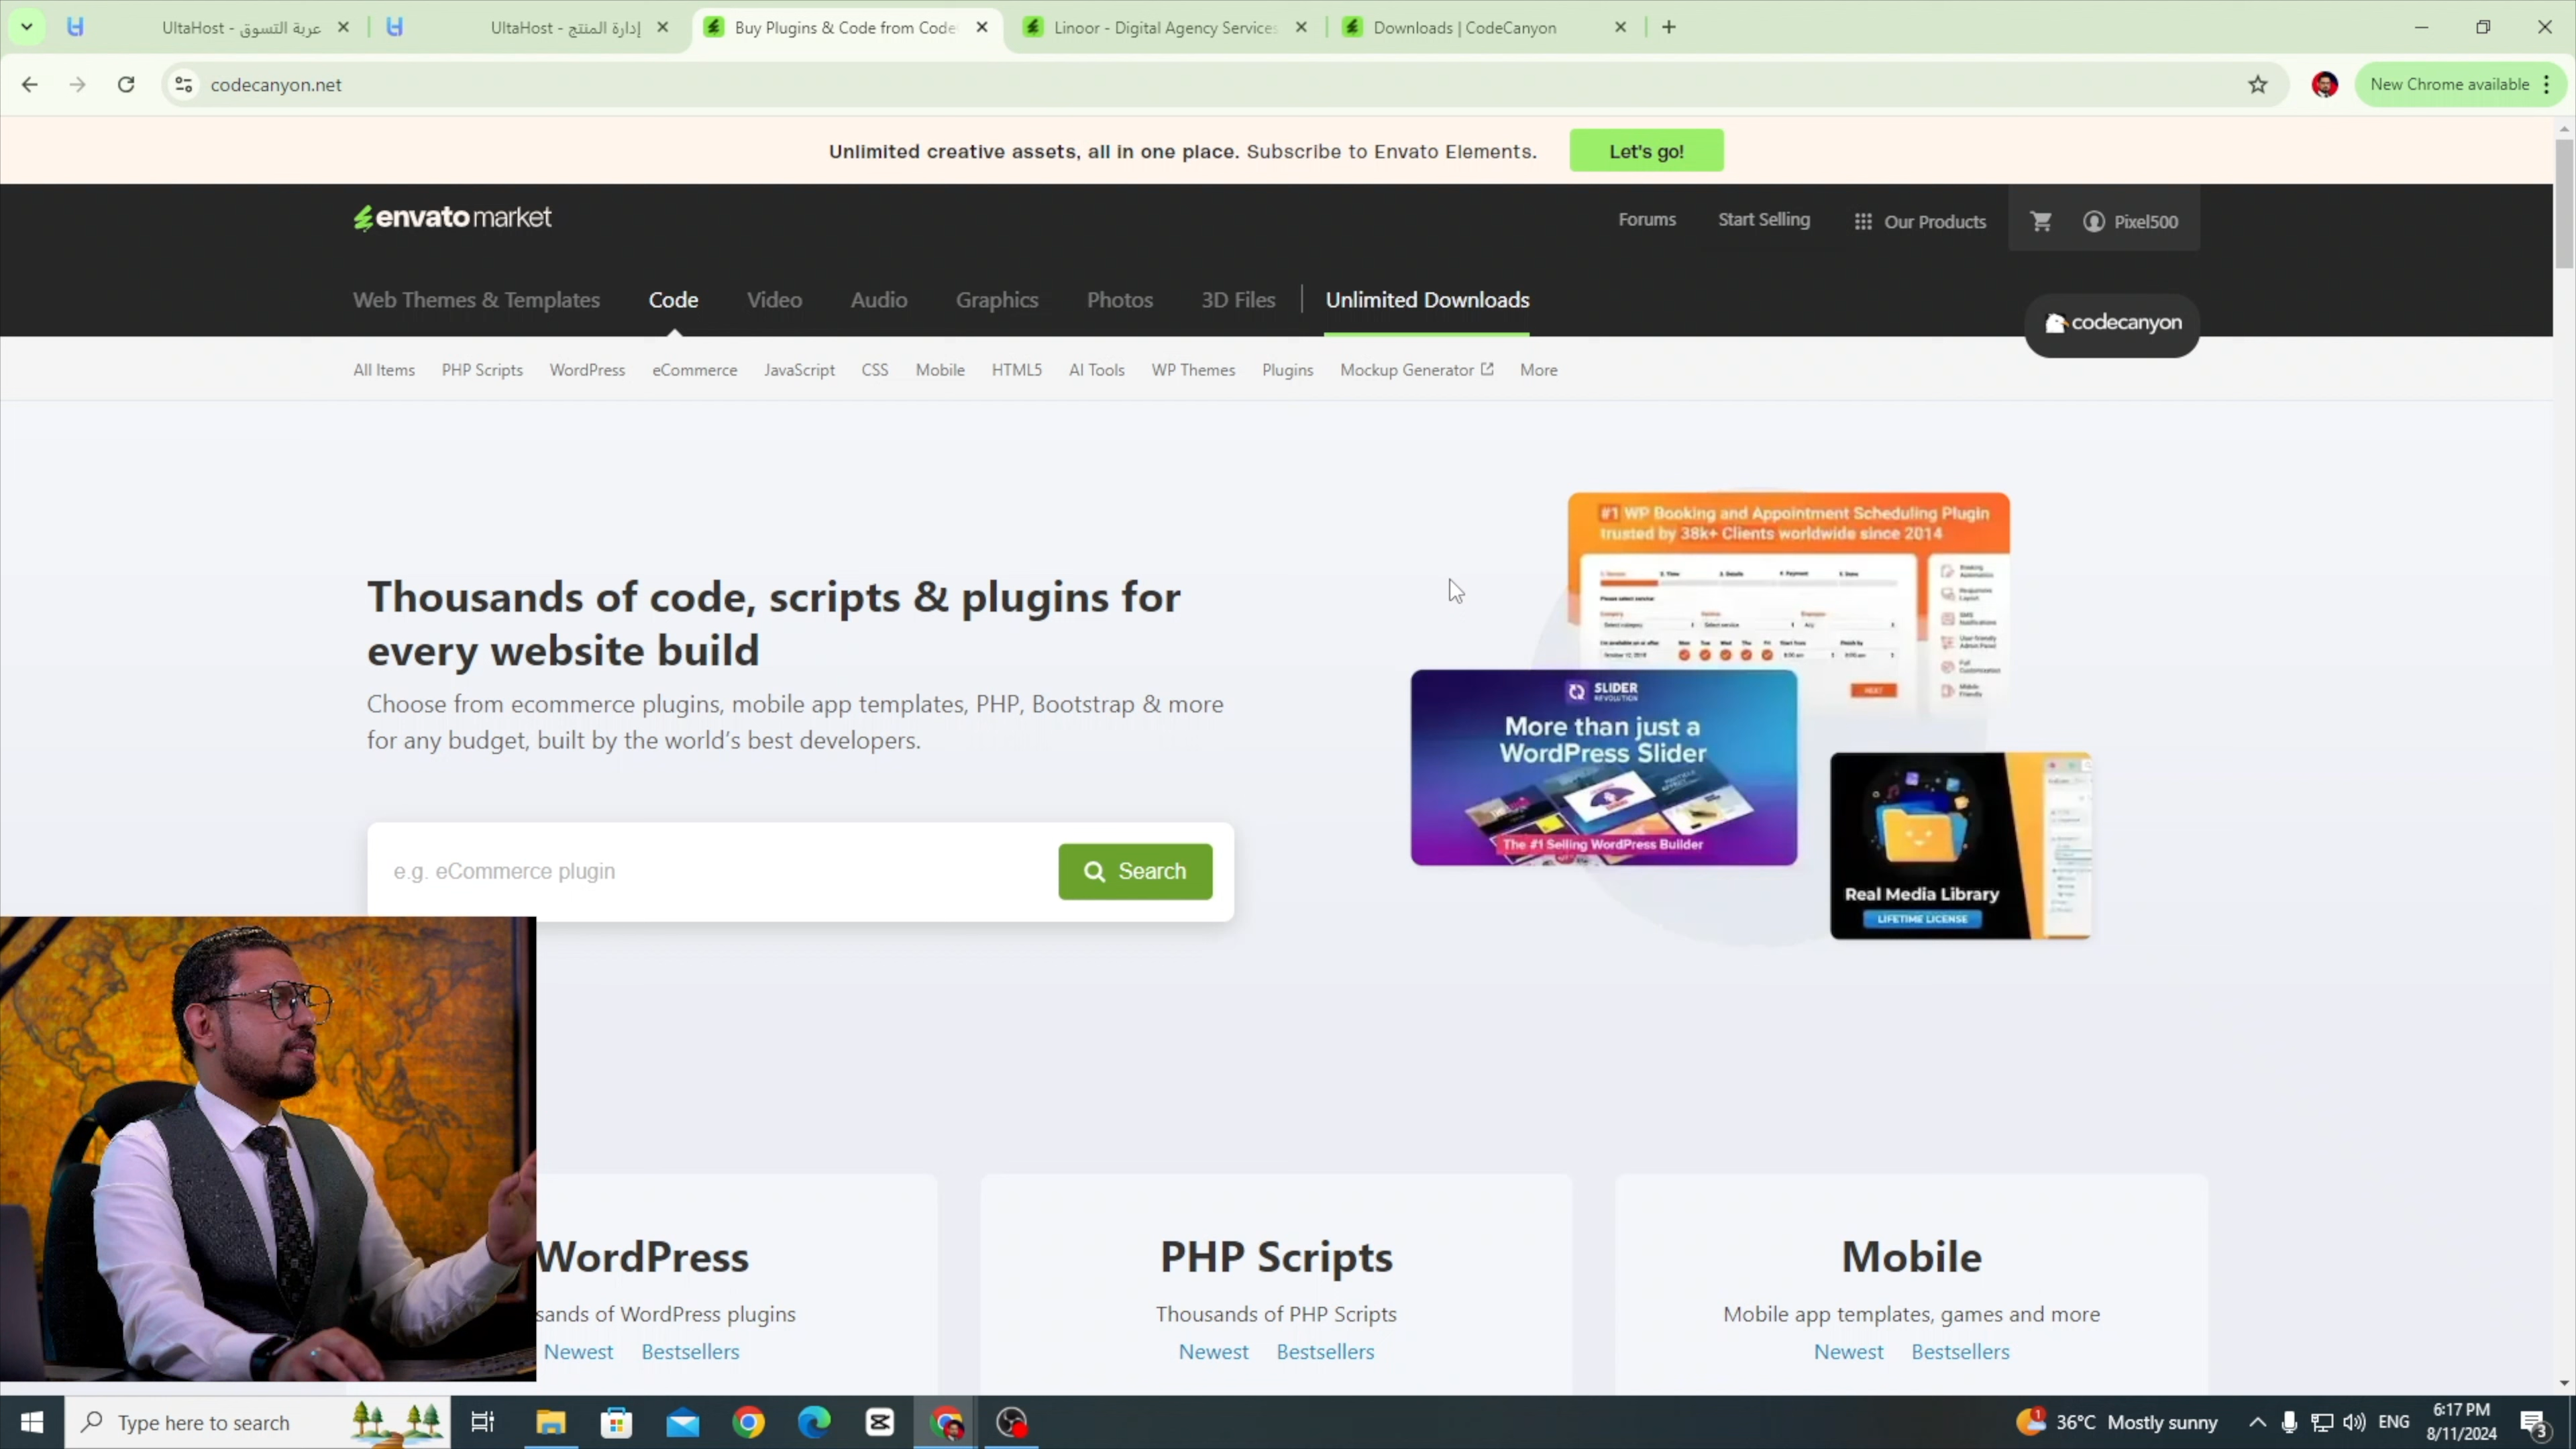 UltaHost - عربة التسوق
UltaHost - إدارة المنتج
Buy Plugins & Code from Code
Linoor - Digital Agency Services
Downloads | CodeCanyon
codecanyon.net
New Chrome available
Unlimited creative assets, all in one place. Subscribe to Envato Elements.
Let's go!
envato market
Forums
Start Selling
Our Products
Pixel500
Web Themes & Templates
Code
Video
Audio
Graphics
Photos
3D Files
Unlimited Downloads
codecanyon
All Items
PHP Scripts
WordPress
eCommerce
JavaScript
CSS
Mobile
HTML5
AI Tools
WP Themes
Plugins
Mockup Generator
More
#1 WP Booking and Appointment Scheduling Plugin
trusted by 38k+ Clients worldwide since 2014
Thousands of code, scripts & plugins for
every website build
Choose from ecommerce plugins, mobile app templates, PHP, Bootstrap & more
for any budget, built by the world's best developers.
SLIDER
REVOLUTION
More than just a
WordPress Slider
The #1 Selling WordPress Builder
NEXT
Real Media Library
LIFETIME LICENSE
e.g. eCommerce plugin
Search
WordPress
sands of WordPress plugins
Newest
Bestsellers
PHP Scripts
Thousands of PHP Scripts
Newest
Bestsellers
Mobile
Mobile app templates, games and more
Newest
Bestsellers
Type here to search
1
36°C Mostly sunny
ENG
6:17 PM
8/11/2024
3